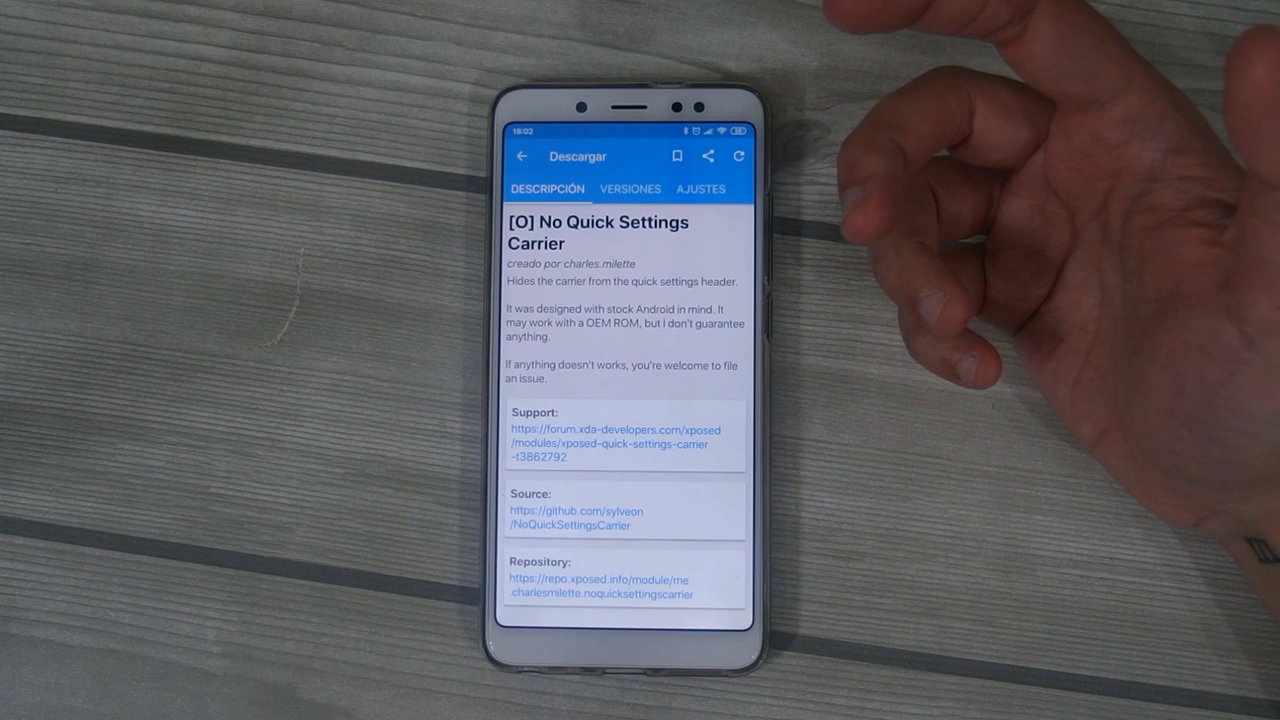 18:02
Descargar
DESCRIPCIÓN VERSIONES AJUSTES
[O] No Quick Settings
Carrier
creado por charles.milette
Hides the carrier from the quick settings header.
It was designed with stock Android in mind. It
may work with a OEM ROM, but I don't guarantee
anything.
If anything doesn't works, you're welcome to file
an issue.
Support:
https://forum.xda-developers.com/xposed
/modules/xposed-quick-settings-carrier
-t3862792
Source:
https://github.com/sylveon
/NoQuickSettingsCarrier
Repository:
https://repo.xposed.info/module/me
.charlesmilette.noquicksettingscarrier